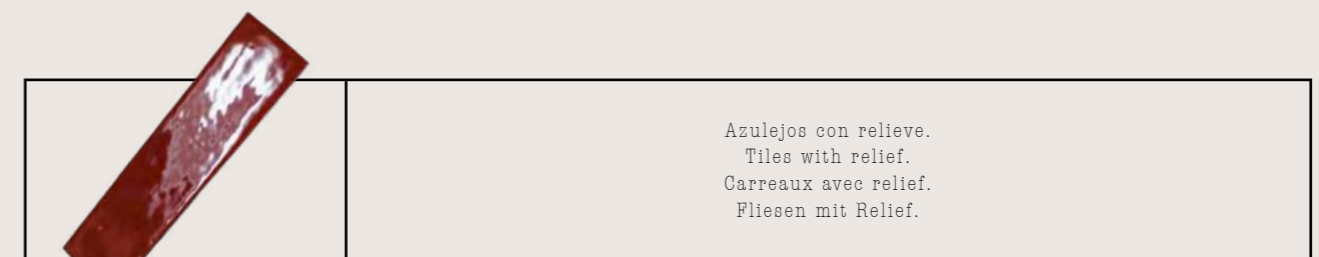 Azulejos con relieve.
Tiles with relief.
Carreaux avec relief.
Fliesen mit Relief.